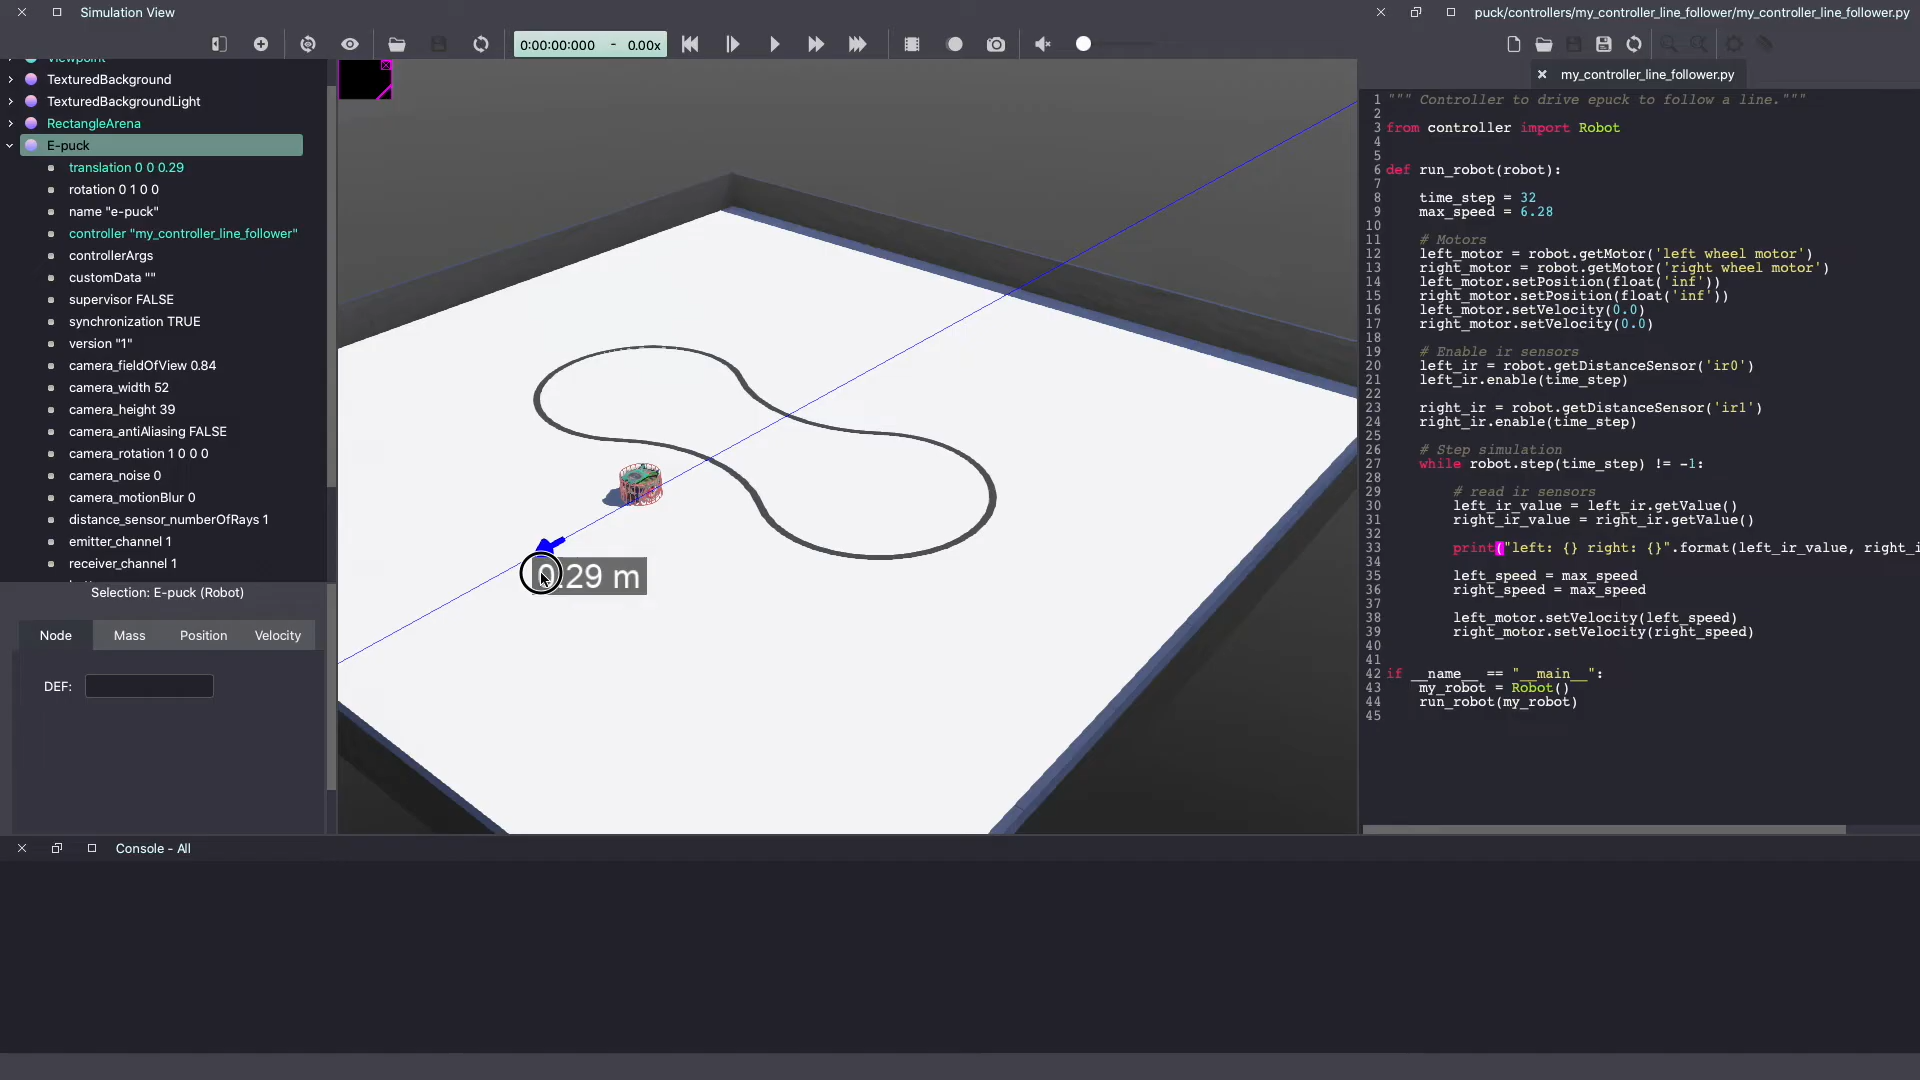 Simulation View
puck/controllers/my_controller_line_follower/my_controller_line_follower.py
0:00:00:000 - 0.00x
Viewpoint
TexturedBackground
TexturedBackgroundLight
RectangleArena
E-puck
translation 0 0 0.29
rotation 0 1 0 0
name "e-puck"
controller "my_controller_line_follower"
controllerArgs
customData ""
supervisor FALSE
synchronization TRUE
version "1"
camera_fieldOfView 0.84
camera_width 52
camera_height 39
camera_antiAliasing FALSE
camera_rotation 1 0 0 0
camera_noise 0
camera_motionBlur 0
distance_sensor_numberOfRays 1
emitter_channel 1
receiver_channel 1
Selection: E-puck (Robot)
Node Mass Position Velocity
DEF:
0.29 m
my_controller_line_follower.py
1 """ Controller to drive epuck to follow a line."""
2
3 from controller import Robot
4
5
6 def run_robot(robot):
7
8 time_step = 32
9 max_speed = 6.28
10
11 # Motors
12 left_motor = robot.getMotor('left wheel motor')
13 right_motor = robot.getMotor('right wheel motor')
14 left_motor.setPosition(float('inf'))
15 right_motor.setPosition(float('inf'))
16 left_motor.setVelocity(0.0)
17 right_motor.setVelocity(0.0)
18
19 # Enable ir sensors
20 left_ir = robot.getDistanceSensor('ir0')
21 left_ir.enable(time_step)
22
23 right_ir = robot.getDistanceSensor('ir1')
24 right_ir.enable(time_step)
25
26 # Step simulation
27 while robot.step(time_step) != -1:
28
29 # read ir sensors
30 left_ir_value = left_ir.getValue()
31 right_ir_value = right_ir.getValue()
32
33 print("left: {} right: {}".format(left_ir_value, right_i
34
35 left_speed = max_speed
36 right_speed = max_speed
37
38 left_motor.setVelocity(left_speed)
39 right_motor.setVelocity(right_speed)
40
41
42 if __name__ == "__main__":
43 my_robot = Robot()
44 run_robot(my_robot)
45
Console - All